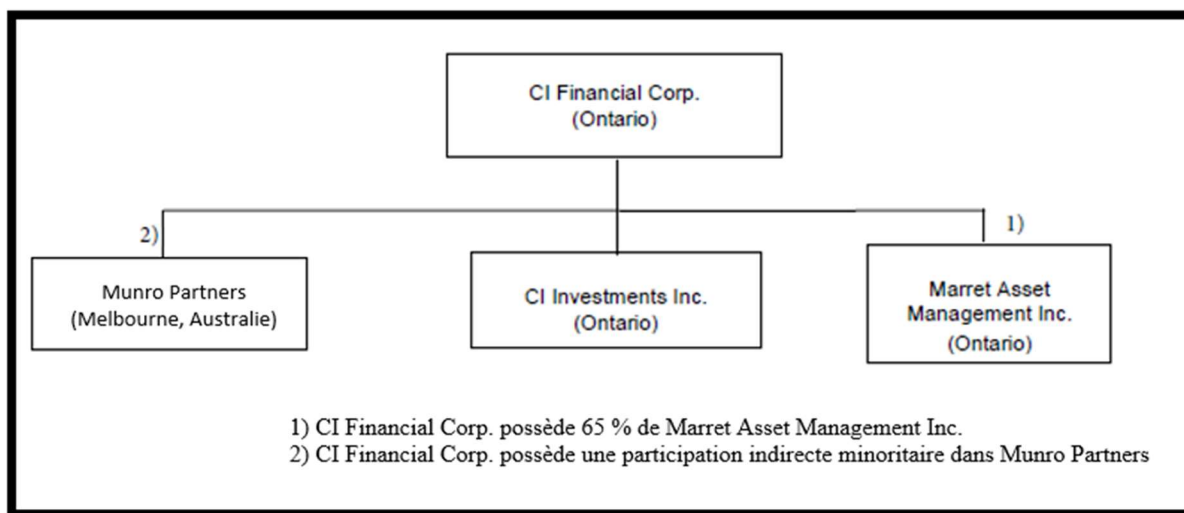 CI Financial Corp.
(Ontario)
2)
1)
Munro Partners
(Melbourne, Australie)
CI Investments Inc.
(Ontario)
Marret Asset
Management Inc.
(Ontario)
1) CI Financial Corp. possède 65 % de Marret Asset Management Inc.
2) CI Financial Corp. possède une participation indirecte minoritaire dans Munro Partners